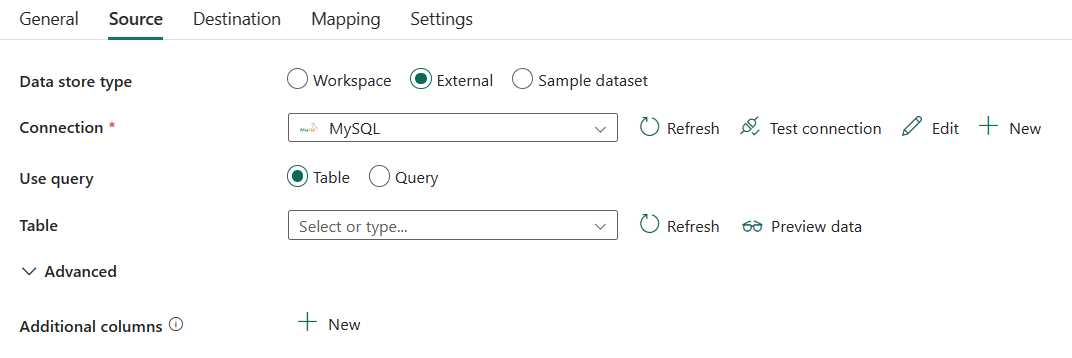 General Source Destination Mapping Settings
Data store type Workspace External Sample dataset
Connection * MySQL Refresh Test connection Edit New
Use query Table Query
Table Select or type... Refresh Preview data
Advanced
Additional columns New